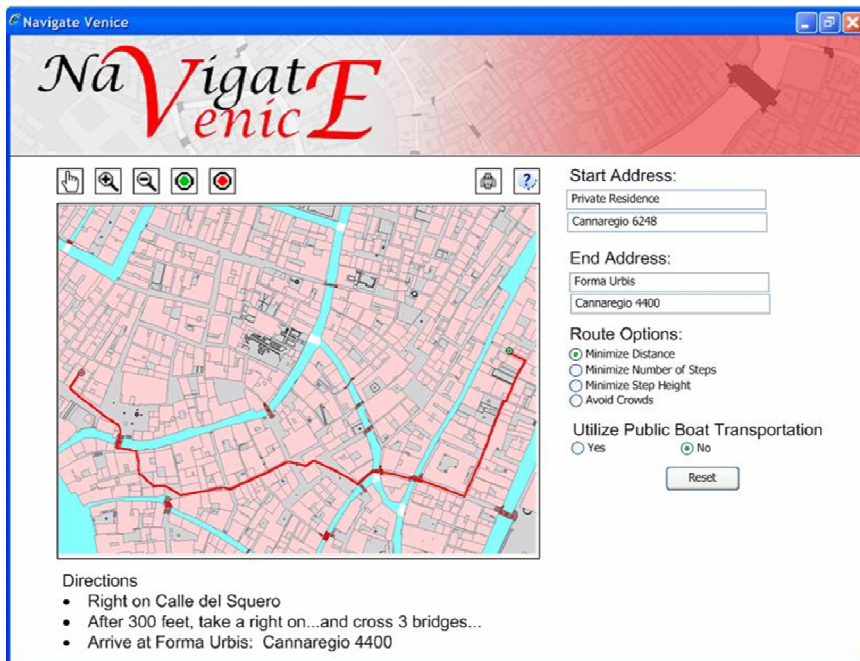 Navigate Venice
NaVigatE
VenicE
Start Address:
Private Residence
Cannaregio 6248
End Address:
Forma Urbis
Cannaregio 4400
Route Options:
Minimize Distance
Minimize Number of Steps
Minimize Step Height
Avoid Crowds
Utilize Public Boat Transportation
Yes No
Reset
Directions
• Right on Calle del Squero
• After 300 feet, take a right on...and cross 3 bridges...
• Arrive at Forma Urbis: Cannaregio 4400